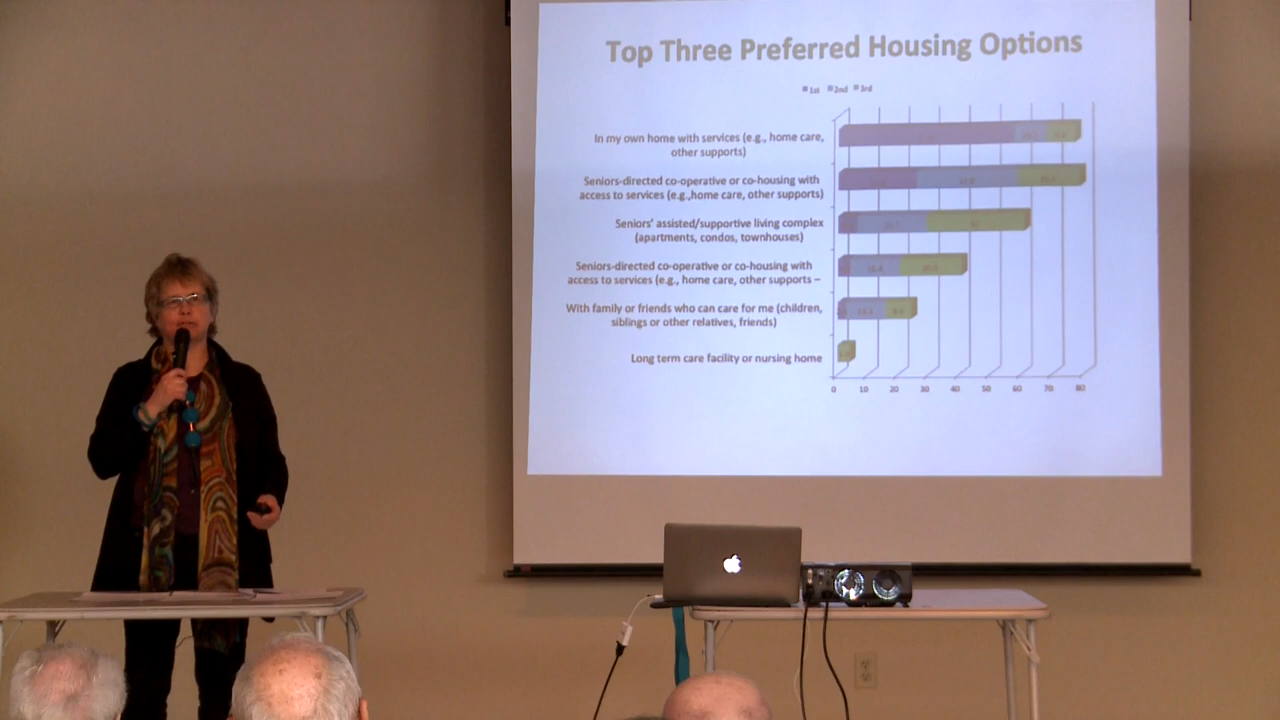 Top Three Preferred Housing Options
1st 2nd 3rd
In my own home with services (e.g., home care,
other supports)
Seniors-directed co-operative or co-housing with
access to services (e.g.,home care, other supports)
Seniors' assisted/supportive living complex
(apartments, condos, townhouses)
Seniors-directed co-operative or co-housing with
access to services (e.g., home care, other supports –
With family or friends who can care for me (children,
siblings or other relatives, friends)
Long term care facility or nursing home
0 10 20 30 40 50 60 70 80